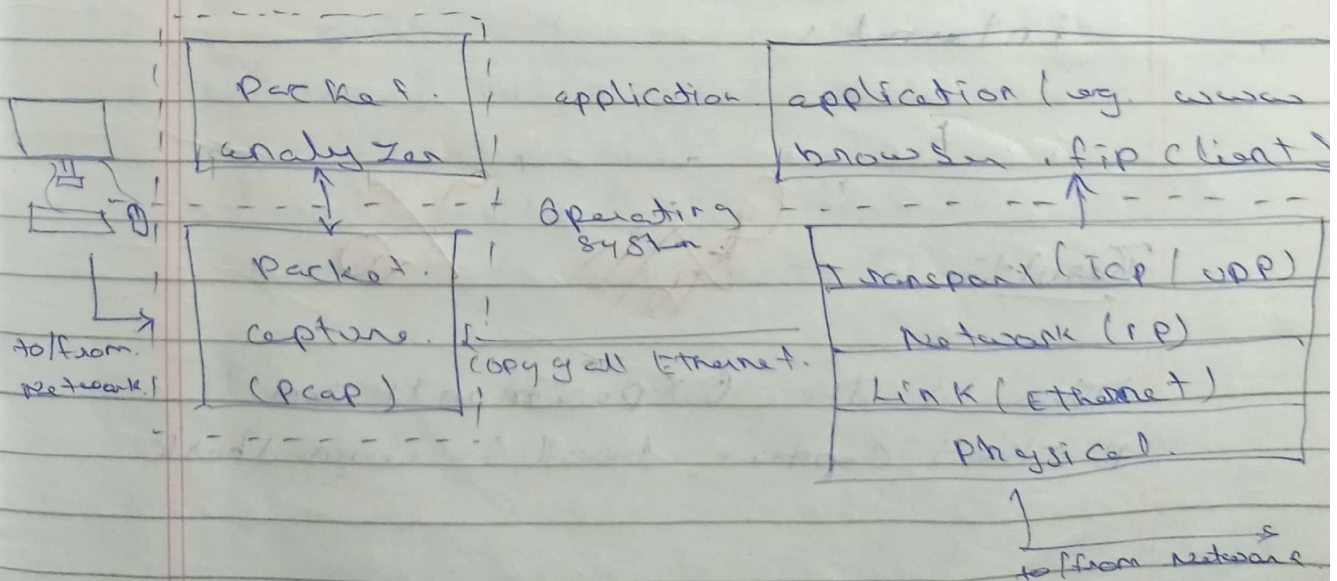 Packet.
analyzer
application
application (eg. www
browser, ftp client)
Operating
System.
Packet.
capture.
(pcap)
copy of all Ethernet.
Transport (TCP / UDP)
Network (IP)
Link (Ethernet)
physical.
to/from.
Network
to/from Network